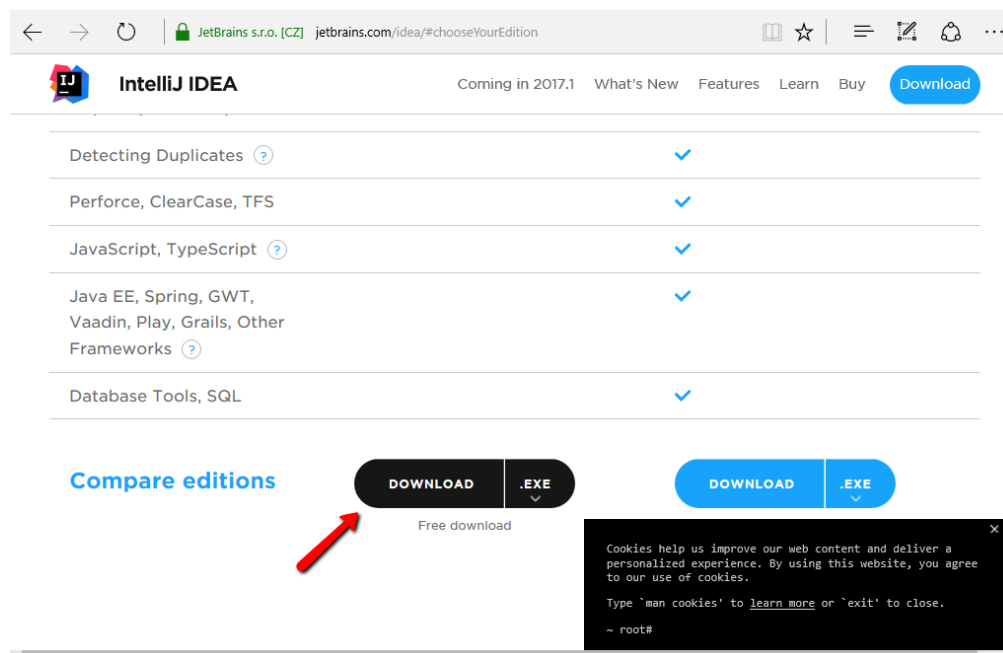 JetBrains s.r.o. [CZ] jetbrains.com/idea/#chooseYourEdition
IJ IntelliJ IDEA Coming in 2017.1 What's New Features Learn Buy Download
Detecting Duplicates ?
Perforce, ClearCase, TFS
JavaScript, TypeScript ?
Java EE, Spring, GWT,
Vaadin, Play, Grails, Other
Frameworks ?
Database Tools, SQL
Compare editions DOWNLOAD .EXE DOWNLOAD .EXE
Free download
Cookies help us improve our web content and deliver a
personalized experience. By using this website, you agree
to our use of cookies.
Type `man cookies' to learn more or `exit' to close.
~ root#